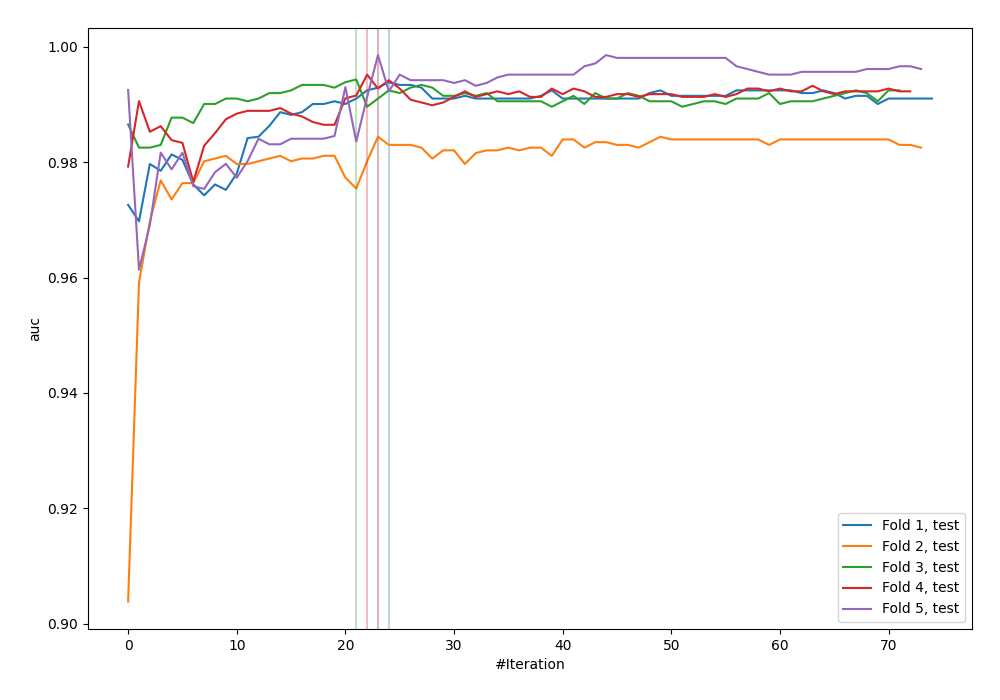 1.00
0.98
0.96
0.94
0.92
0.90
auc
0
10
20
30
40
50
60
70
#Iteration
Fold 1, test
Fold 2, test
Fold 3, test
Fold 4, test
Fold 5, test